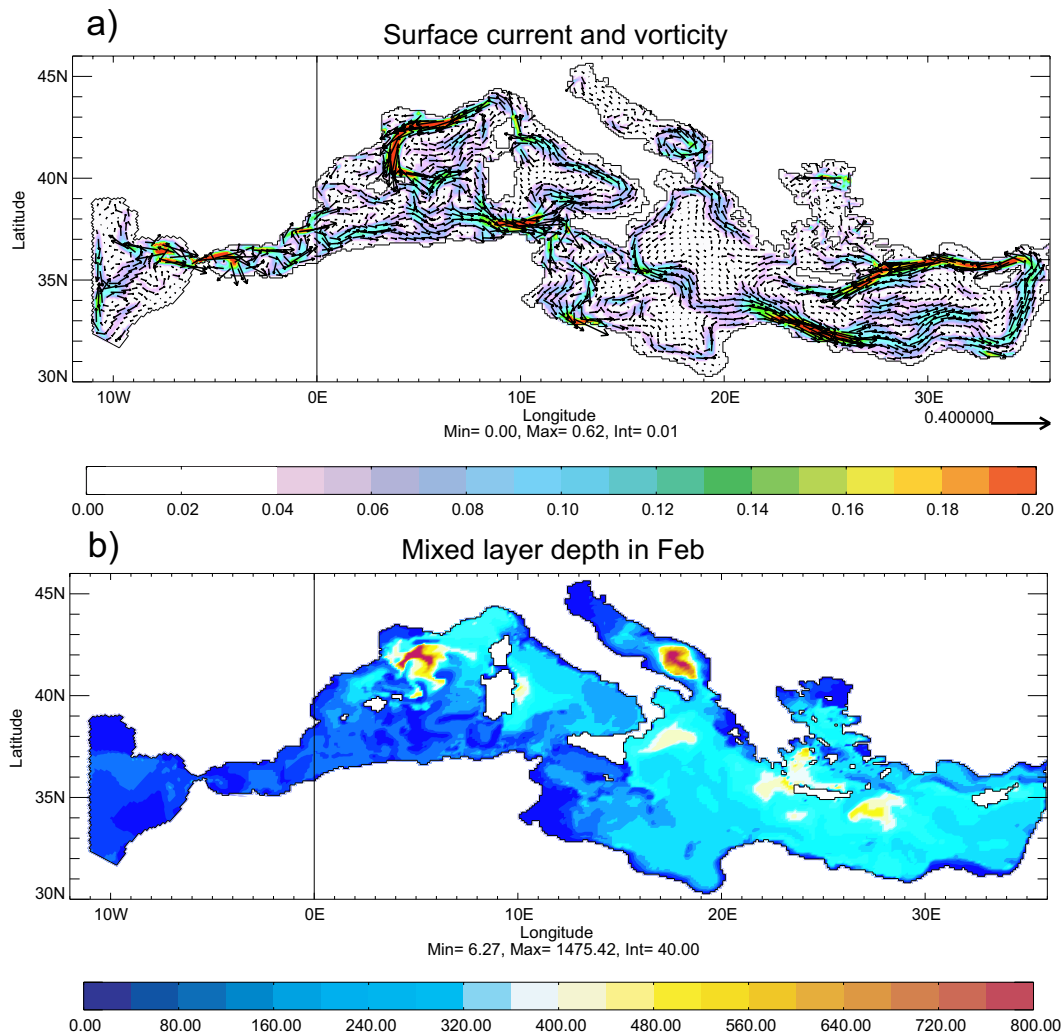 a)
Surface current and vorticity
45N
40N
35N
30N
Latitude
10W 0E 10E 20E 30E
Longitude
0.400000
Min= 0.00, Max= 0.62, Int= 0.01
0.00 0.02 0.04 0.06 0.08 0.10 0.12 0.14 0.16 0.18 0.20
b)
Mixed layer depth in Feb
45N
40N
35N
30N
Latitude
10W 0E 10E 20E 30E
Longitude
Min= 6.27, Max= 1475.42, Int= 40.00
0.00 80.00 160.00 240.00 320.00 400.00 480.00 560.00 640.00 720.00 800.00